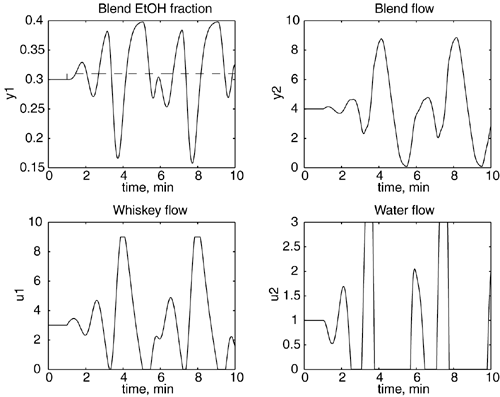 Blend EtOH fraction
0.4
0.35
0.3
0.25
0.2
0.15
y1
0 2 4 6 8 10
time, min
Blend flow
10
8
6
4
2
0
y2
0 2 4 6 8 10
time, min
Whiskey flow
10
8
6
4
2
0
u1
0 2 4 6 8 10
time, min
Water flow
3
2.5
2
1.5
1
0.5
0
u2
0 2 4 6 8 10
time, min